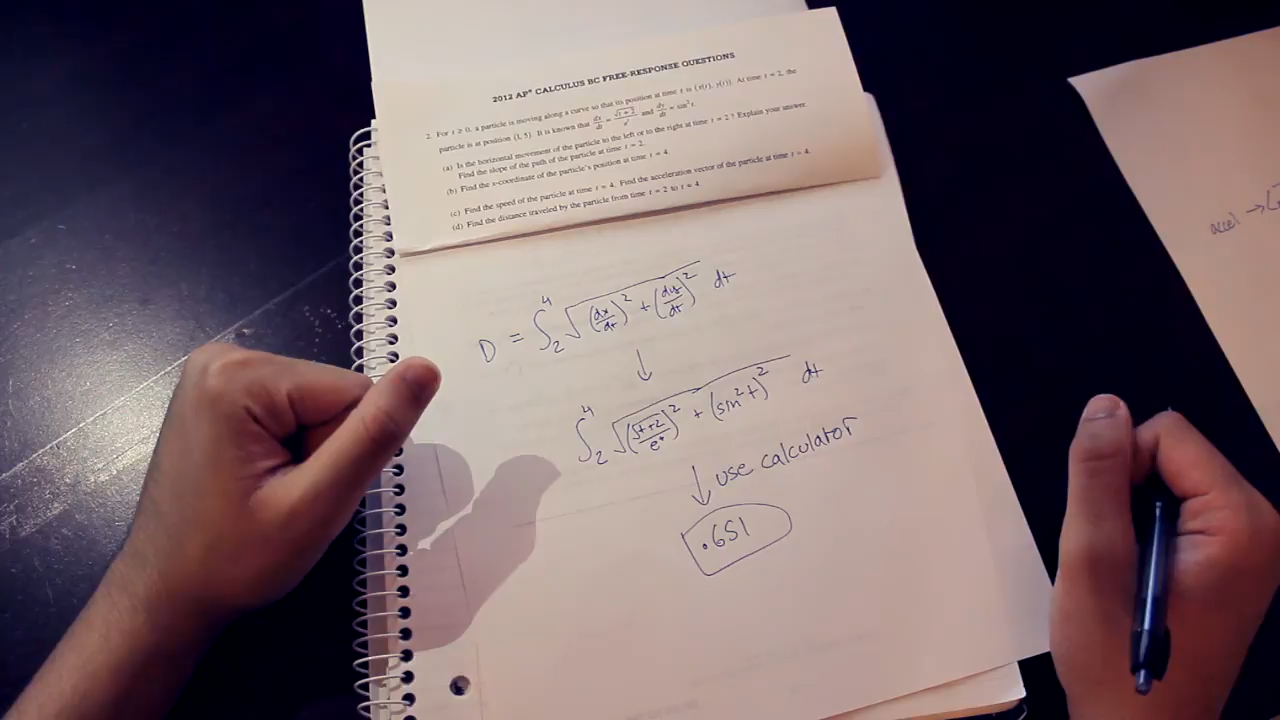 2012 AP® CALCULUS BC FREE-RESPONSE QUESTIONS
2. For t ≥ 0, a particle is moving along a curve so that its position at time t is (x(t), y(t)). At time t = 2, the
particle is at position (1, 5). It is known that dx/dt = √(t + 2)/e^t and dy/dt = sin² t.
(a) Is the horizontal movement of the particle to the left or to the right at time t = 2? Explain your answer.
Find the slope of the path of the particle at time t = 2.
(b) Find the x-coordinate of the particle's position at time t = 4.
(c) Find the speed of the particle at time t = 4. Find the acceleration vector of the particle at time t = 4.
(d) Find the distance traveled by the particle from time t = 2 to t = 4.
D = ∫₂⁴ √((dx/dt)² + (dy/dt)²) dt
↓
∫₂⁴ √((√(t+2)/e^t)² + (sin² t)²) dt
↓ use calculator
.651
accel →